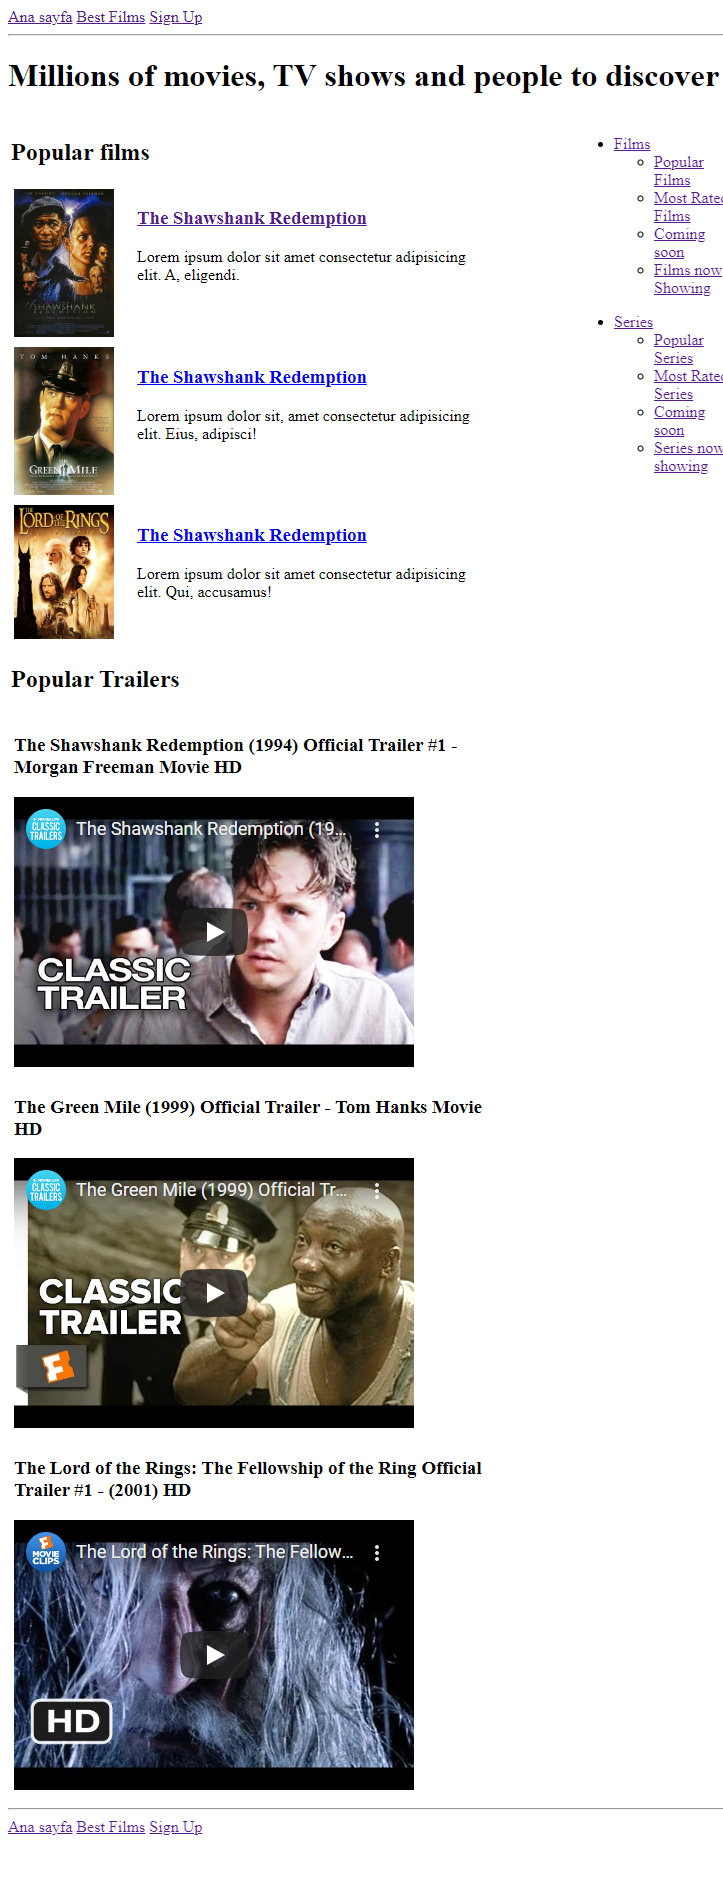 Ana sayfa Best Films Sign Up
Millions of movies, TV shows and people to discover
Popular films
The Shawshank Redemption
Lorem ipsum dolor sit amet consectetur adipisicing
elit. A, eligendi.
SHAWSHANK
REDEMPTION
TOM HANKS
The Shawshank Redemption
Lorem ipsum dolor sit, amet consectetur adipisicing
elit. Eius, adipisci!
GREEN MILE
THE
LORD OF THE RINGS
The Shawshank Redemption
Lorem ipsum dolor sit amet consectetur adipisicing
elit. Qui, accusamus!
Films
Popular
Films
Most Rated
Films
Coming
soon
Films now
Showing
Series
Popular
Series
Most Rated
Series
Coming
soon
Series now
showing
Popular Trailers
The Shawshank Redemption (1994) Official Trailer #1 -
Morgan Freeman Movie HD
CLASSIC
TRAILERS
The Shawshank Redemption (19...
CLASSIC
TRAILER
The Green Mile (1999) Official Trailer - Tom Hanks Movie
HD
CLASSIC
TRAILERS
The Green Mile (1999) Official Tr...
CLASSIC
TRAILER
The Lord of the Rings: The Fellowship of the Ring Official
Trailer #1 - (2001) HD
MOVIE
CLIPS
The Lord of the Rings: The Fellow...
HD
Ana sayfa Best Films Sign Up